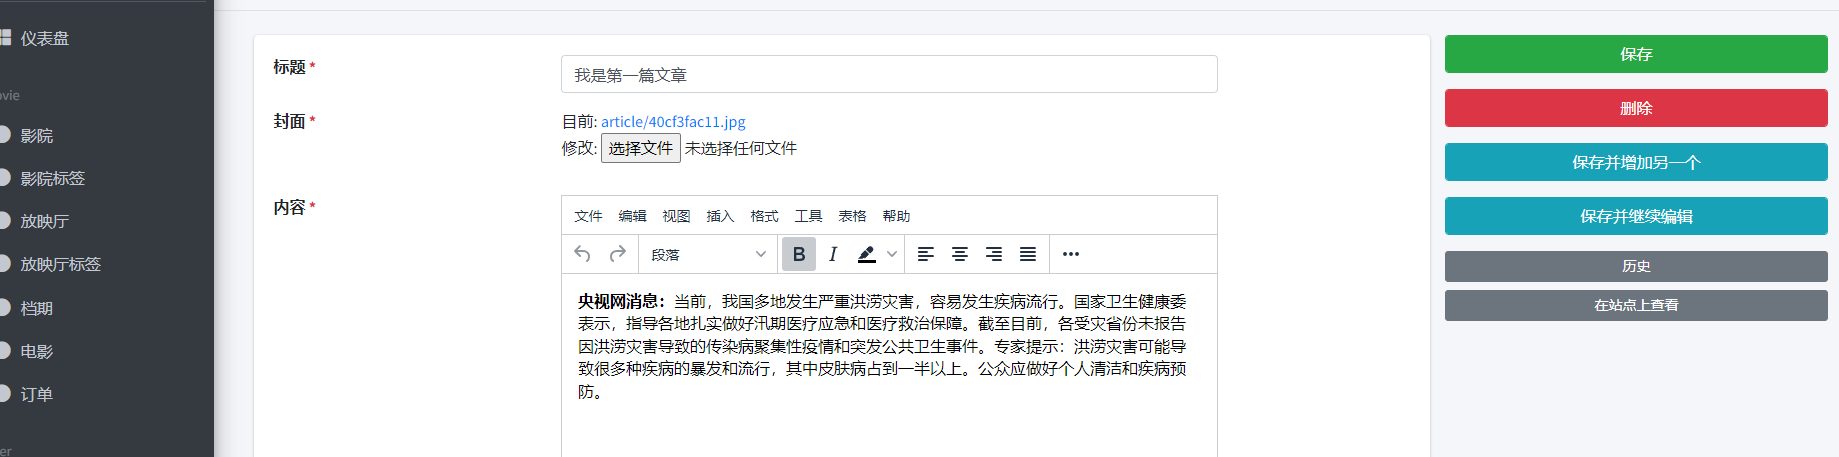 仪表盘
影院
影院标签
放映厅
放映厅标签
档期
电影
订单
标题 *
我是第一篇文章
封面 *
目前: article/40cf3fac11.jpg
修改: 选择文件 未选择任何文件
内容 *
文件 编辑 视图 插入 格式 工具 表格 帮助
段落 B I
央视网消息：当前，我国多地发生严重洪涝灾害，容易发生疾病流行。国家卫生健康委
表示，指导各地扎实做好汛期医疗应急和医疗救治保障。截至目前，各受灾省份未报告
因洪涝灾害导致的传染病聚集性疫情和突发公共卫生事件。专家提示：洪涝灾害可能导
致很多种疾病的暴发和流行，其中皮肤病占到一半以上。公众应做好个人清洁和疾病预
防。
保存
删除
保存并增加另一个
保存并继续编辑
历史
在站点上查看